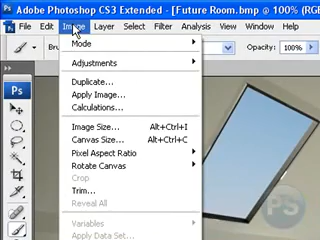 Adobe Photoshop CS3 Extended - [Future Room.bmp @ 100% (RG
File Edit Image Layer Select Filter Analysis View Window Help
Opacity: 100%
Mode
Adjustments
Duplicate...
Apply Image...
Calculations...
Image Size... Alt+Ctrl+I
Canvas Size... Alt+Ctrl+C
Pixel Aspect Ratio
Rotate Canvas
Crop
Trim...
Reveal All
Variables
Apply Data Set...
Ps
PS